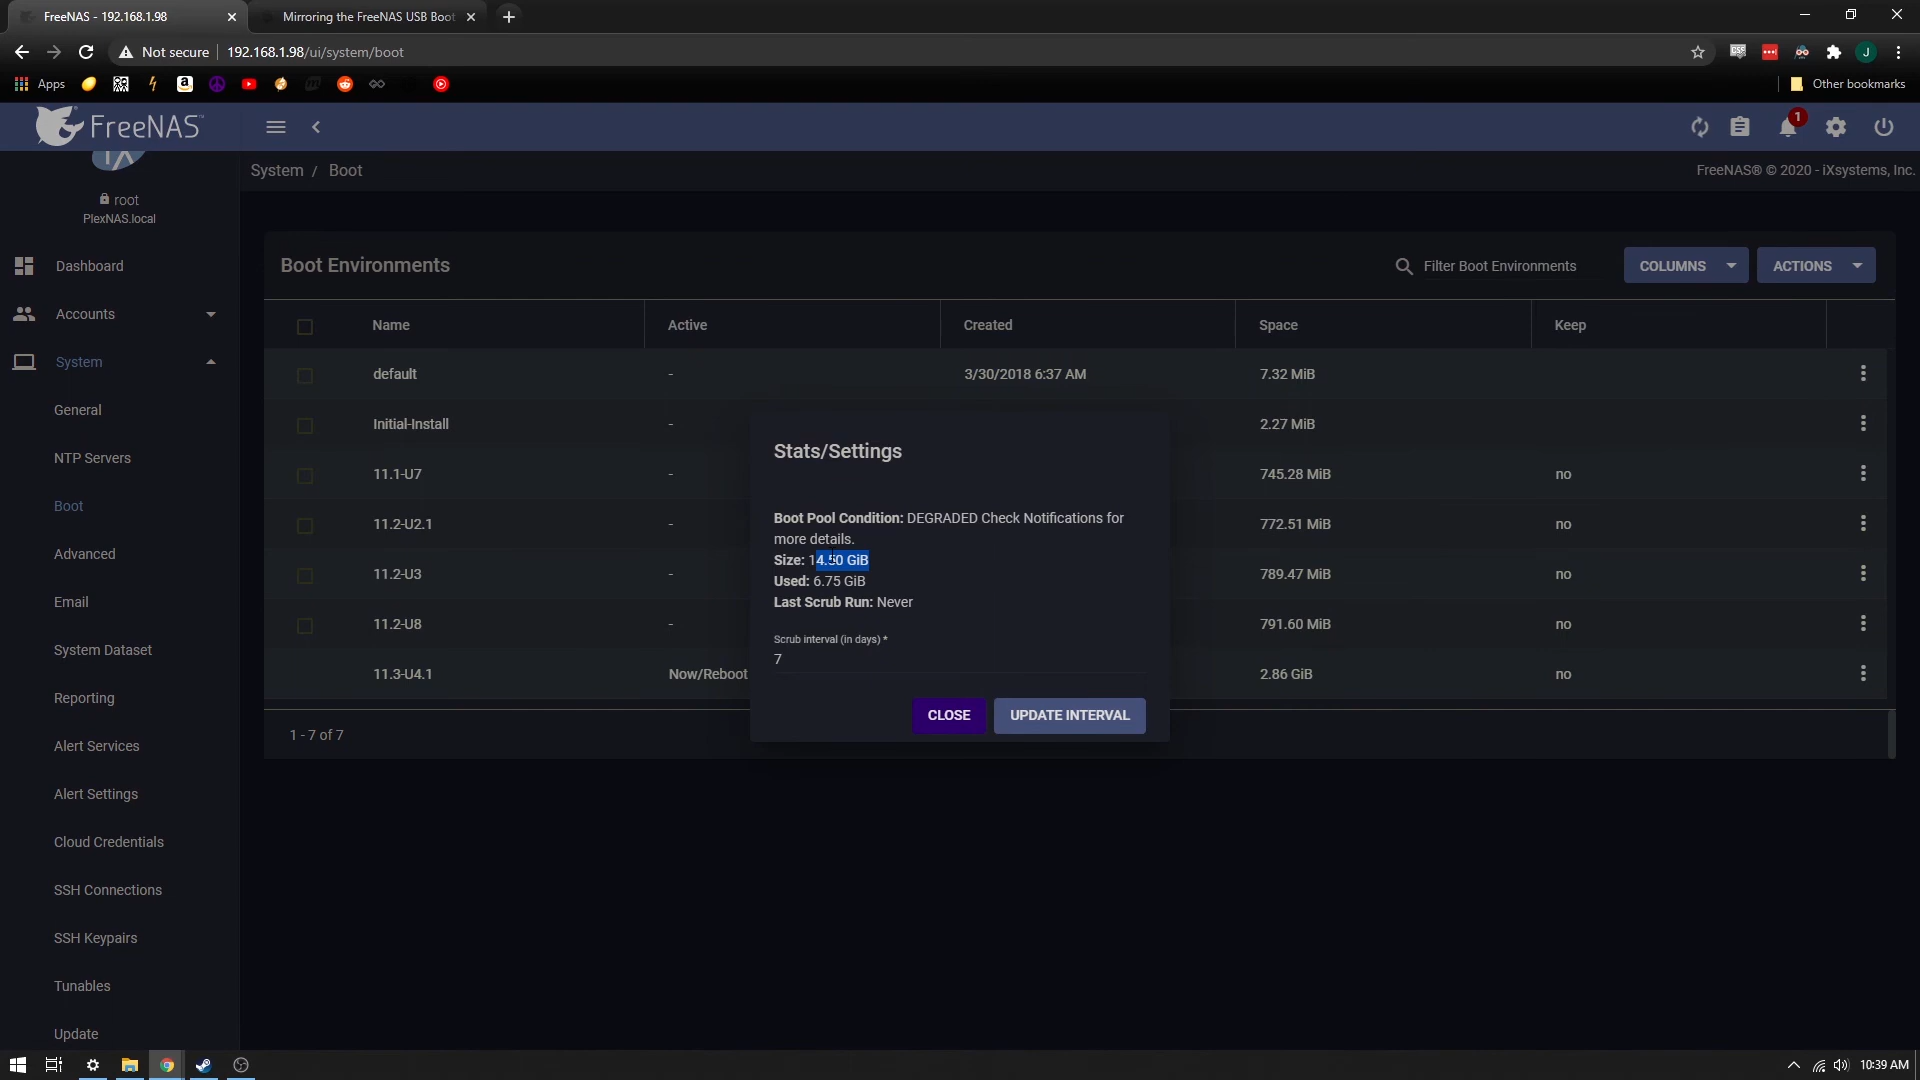 FreeNAS - 192.168.1.98
Mirroring the FreeNAS USB Boot
Not secure
192.168.1.98/ui/system/boot
Apps
Other bookmarks
FreeNAS
1
System / Boot
FreeNAS® © 2020 - iXsystems, Inc.
root
PlexNAS.local
Dashboard
Accounts
System
General
NTP Servers
Boot
Advanced
Email
System Dataset
Reporting
Alert Services
Alert Settings
Cloud Credentials
SSH Connections
SSH Keypairs
Tunables
Update
Boot Environments
Filter Boot Environments
COLUMNS
ACTIONS
Name Active Created Space Keep
default - 3/30/2018 6:37 AM 7.32 MiB
Initial-Install - 2.27 MiB
11.1-U7 - 745.28 MiB no
11.2-U2.1 - 772.51 MiB no
11.2-U3 - 789.47 MiB no
11.2-U8 - 791.60 MiB no
11.3-U4.1 Now/Reboot 2.86 GiB no
1 - 7 of 7
Stats/Settings
Boot Pool Condition: DEGRADED Check Notifications for
more details.
Size: 14.50 GiB
Used: 6.75 GiB
Last Scrub Run: Never
Scrub interval (in days) *
7
CLOSE
UPDATE INTERVAL
10:39 AM